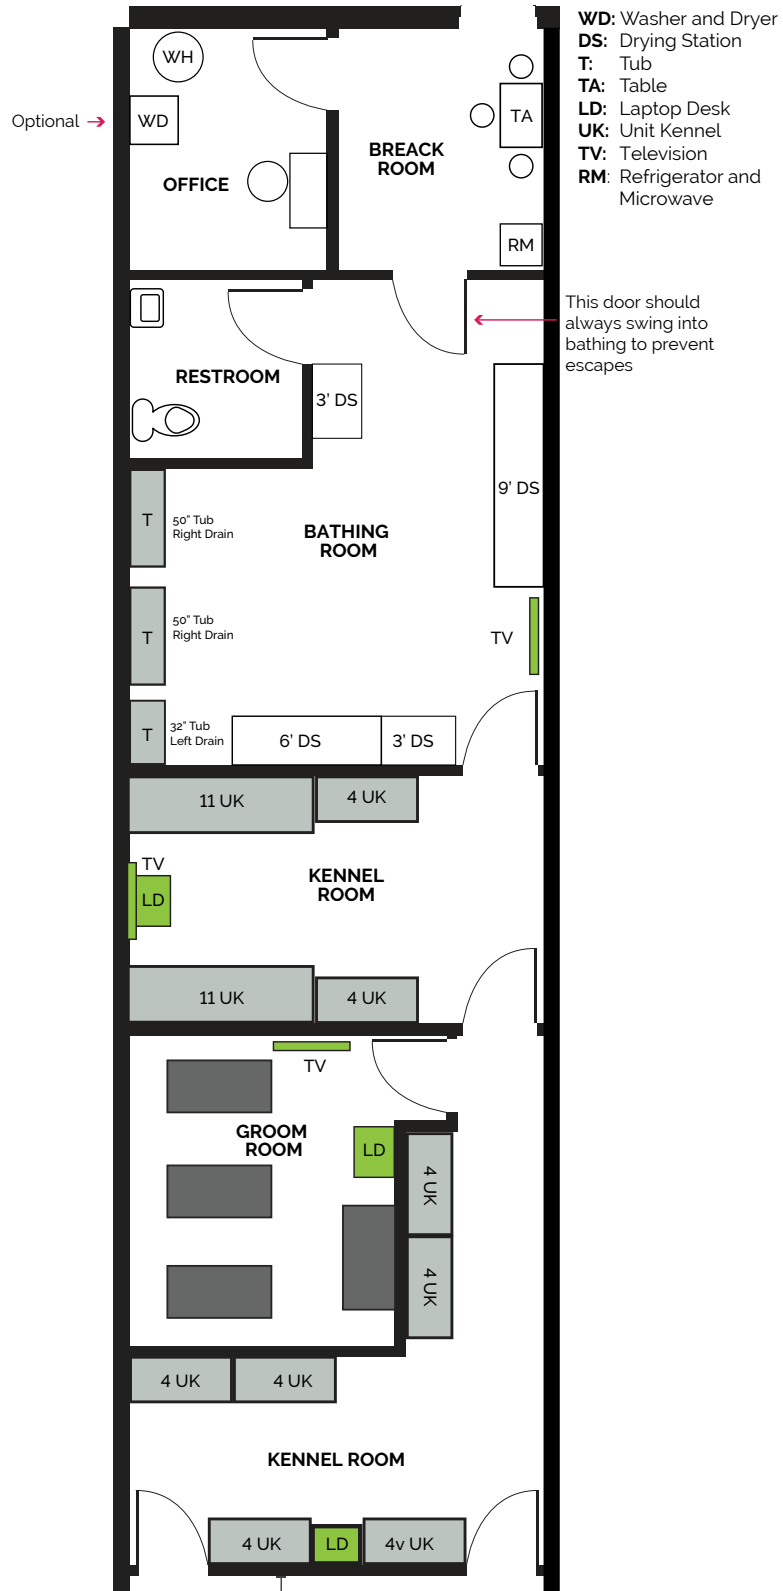 WD: Washer and Dryer
DS: Drying Station
T: Tub
TA: Table
LD: Laptop Desk
UK: Unit Kennel
TV: Television
RM: Refrigerator and
Microwave
WH
Optional
WD
TA
BREACK
ROOM
OFFICE
RM
This door should
always swing into
bathing to prevent
escapes
RESTROOM
3' DS
9' DS
T
50" Tub
Right Drain
BATHING
ROOM
T
50" Tub
Right Drain
TV
T
32" Tub
Left Drain
6' DS
3' DS
11 UK
4 UK
TV
LD
KENNEL
ROOM
11 UK
4 UK
TV
GROOM
ROOM
LD
4 UK
4 UK
4 UK
4 UK
KENNEL ROOM
4 UK
LD
4v UK